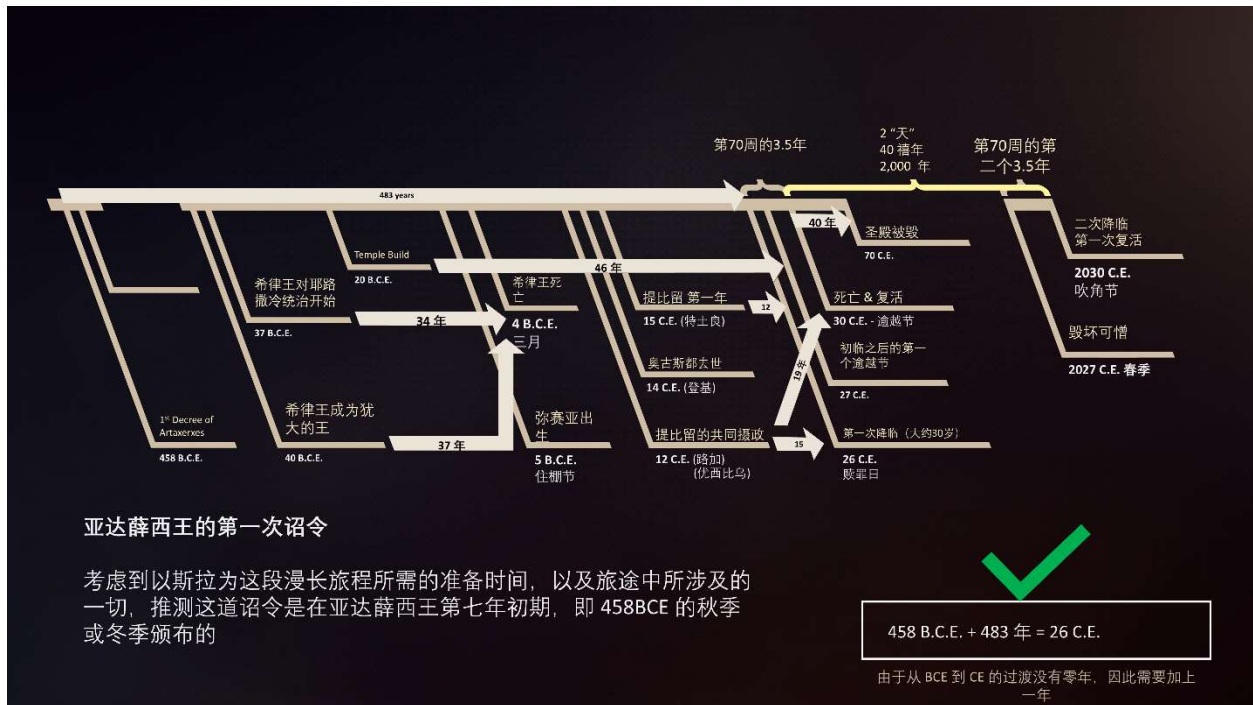 第70周的3.5年
2 “天”
40 禧年
2,000 年
第70周的第
二个3.5年
483 years
40 年
圣殿被毁
70 C.E.
二次降临
第一次复活
2030 C.E.
吹角节
Temple Build
20 B.C.E.
46 年
希律王对耶路
撒冷统治开始
37 B.C.E.
34 年
希律王死
亡
4 B.C.E.
三月
提比留 第一年
15 C.E. (特土良)
12
死亡 & 复活
30 C.E. - 逾越节
毁坏可憎
2027 C.E. 春季
奥古斯都去世
14 C.E. (登基)
19 年
初临之后的第一
个逾越节
27 C.E.
1st Decree of
Artaxerxes
458 B.C.E.
希律王成为犹
大的王
40 B.C.E.
37 年
弥赛亚出
生
5 B.C.E.
住棚节
提比留的共同摄政
12 C.E. (路加)
(优西比乌)
15
第一次降临（大约30岁）
26 C.E.
赎罪日
亚达薛西王的第一次诏令
考虑到以斯拉为这段漫长旅程所需的准备时间，以及旅途中所涉及的
一切，推测这道诏令是在亚达薛西王第七年初期，即 458BCE 的秋季
或冬季颁布的
458 B.C.E. + 483 年 = 26 C.E.
由于从 BCE 到 CE 的过渡没有零年，因此需要加上
一年